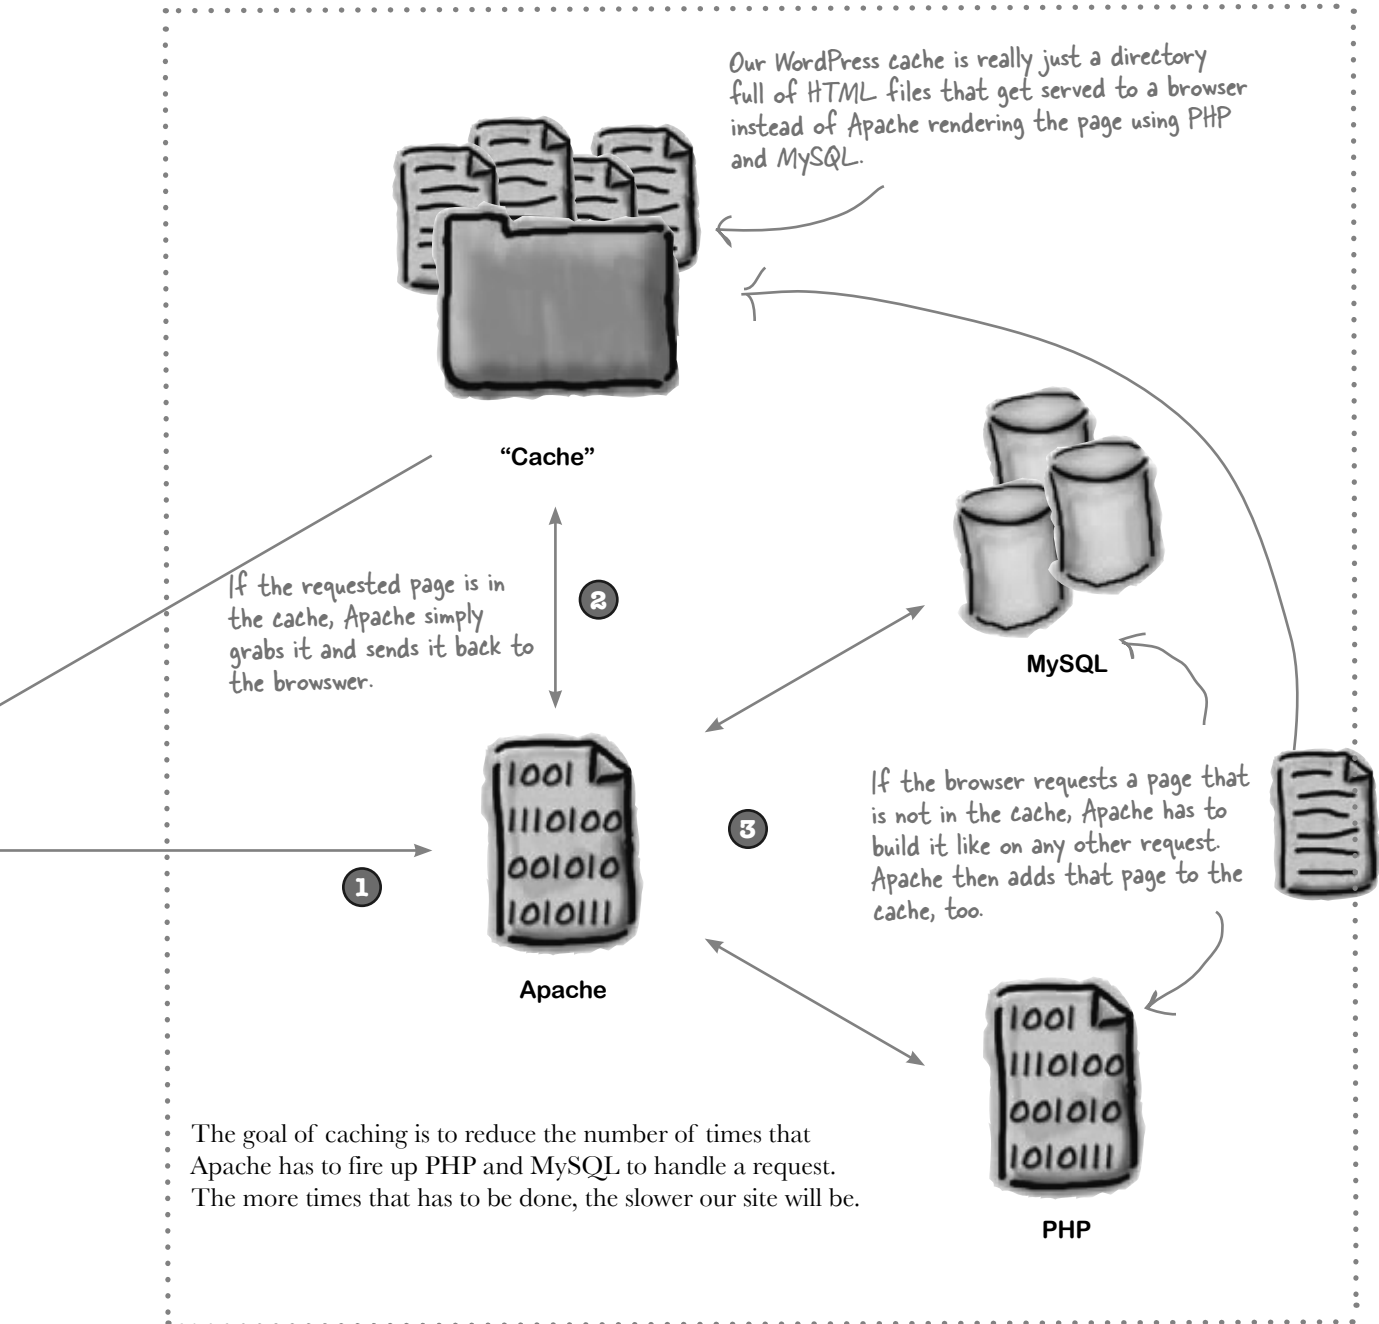 Our WordPress cache is really just a directory
full of HTML files that get served to a browser
instead of Apache rendering the page using PHP
and MySQL.
“Cache”
If the requested page is in
the cache, Apache simply
grabs it and sends it back to
the browswer.
2
MySQL
1001
1110100
001010
1010111
3
If the browser requests a page that
is not in the cache, Apache has to
build it like on any other request.
Apache then adds that page to the
cache, too.
1
Apache
1001
1110100
001010
1010111
The goal of caching is to reduce the number of times that
Apache has to fire up PHP and MySQL to handle a request.
The more times that has to be done, the slower our site will be.
PHP